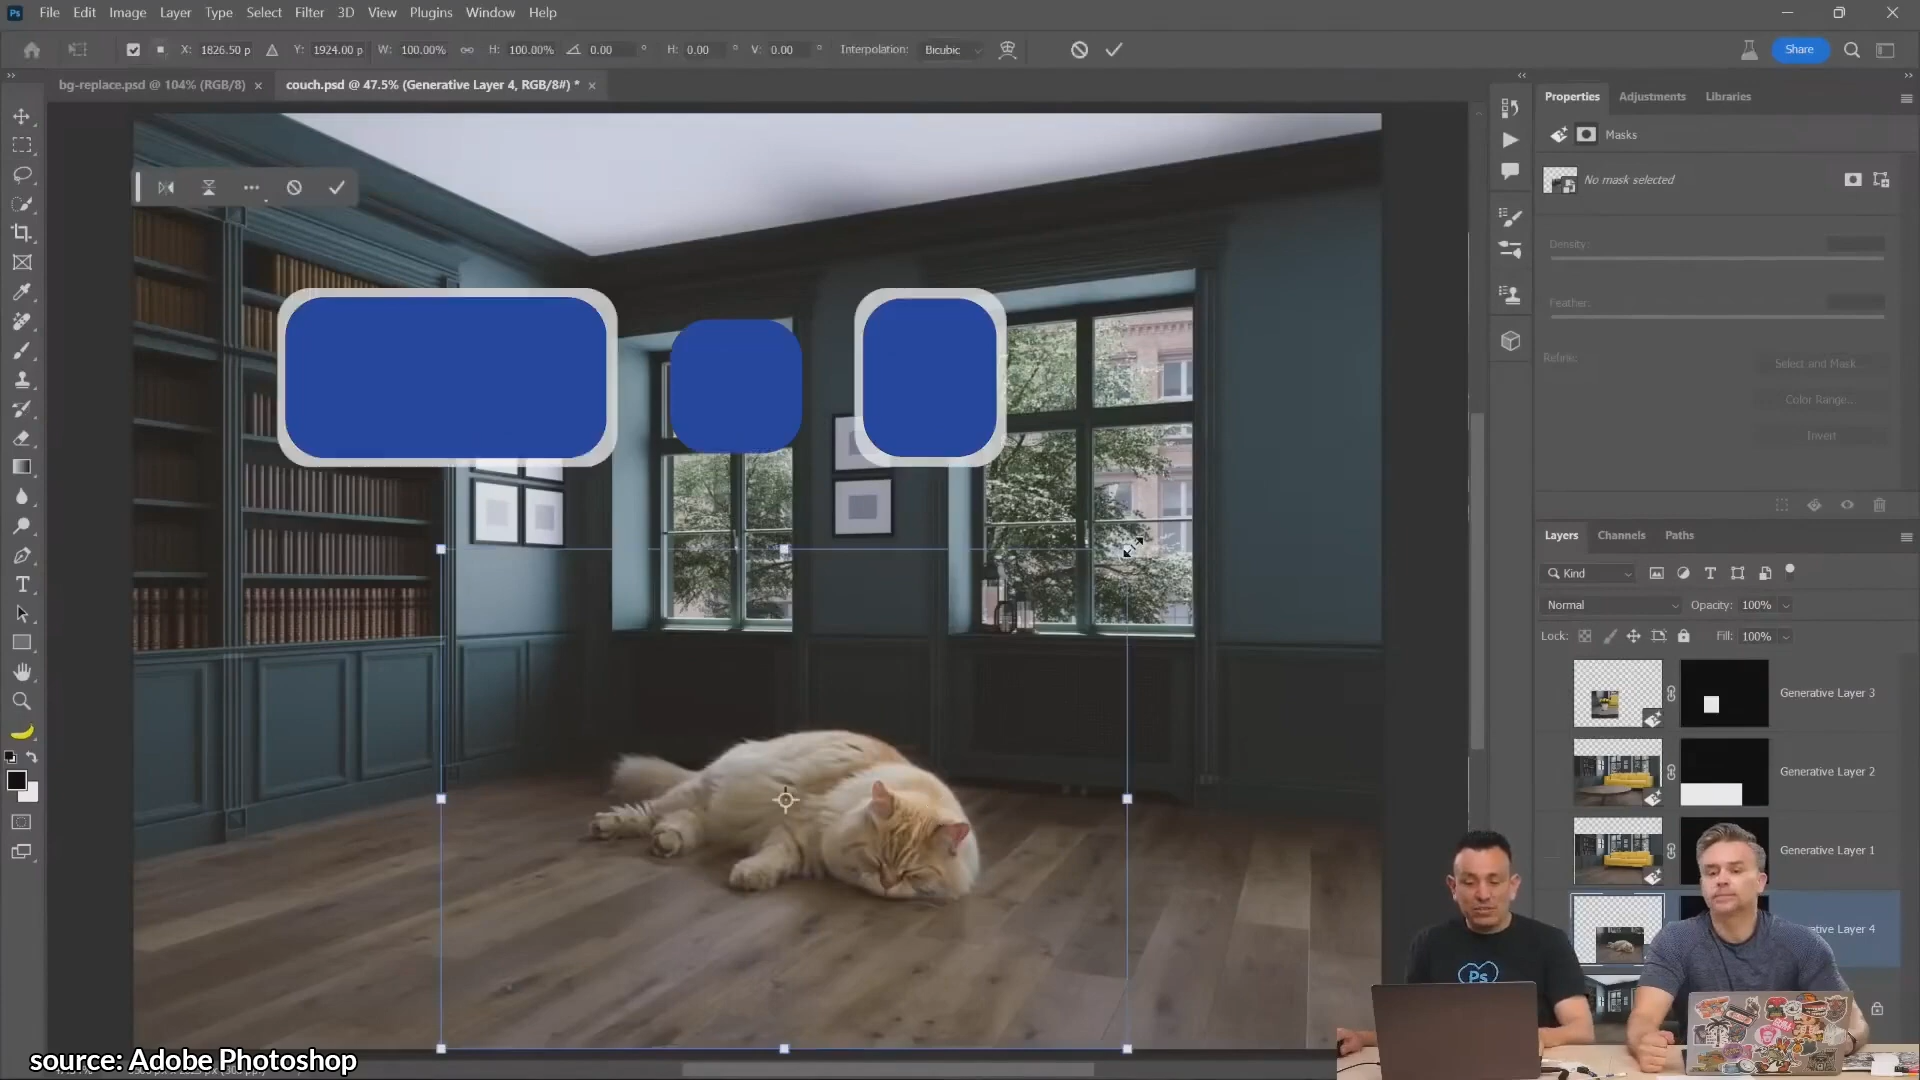 Ps File Edit Image Layer Type Select Filter 3D View Plugins Window Help
X: 1826.50 p Y: 1924.00 p W: 100.00% H: 100.00% 0.00 ° H: 0.00 ° V: 0.00 ° Interpolation: Bicubic Share
bg-replace.psd @ 104% (RGB/8) × couch.psd @ 47.5% (Generative Layer 4, RGB/8#) * ×
Properties Adjustments Libraries
Masks
No mask selected
Density:
Feather:
Refine:
Select and Mask...
Color Range...
Invert
Layers Channels Paths
Kind
Normal Opacity: 100%
Lock: Fill: 100%
Generative Layer 3
Generative Layer 2
Generative Layer 1
ative Layer 4
Ps
source: Adobe Photoshop